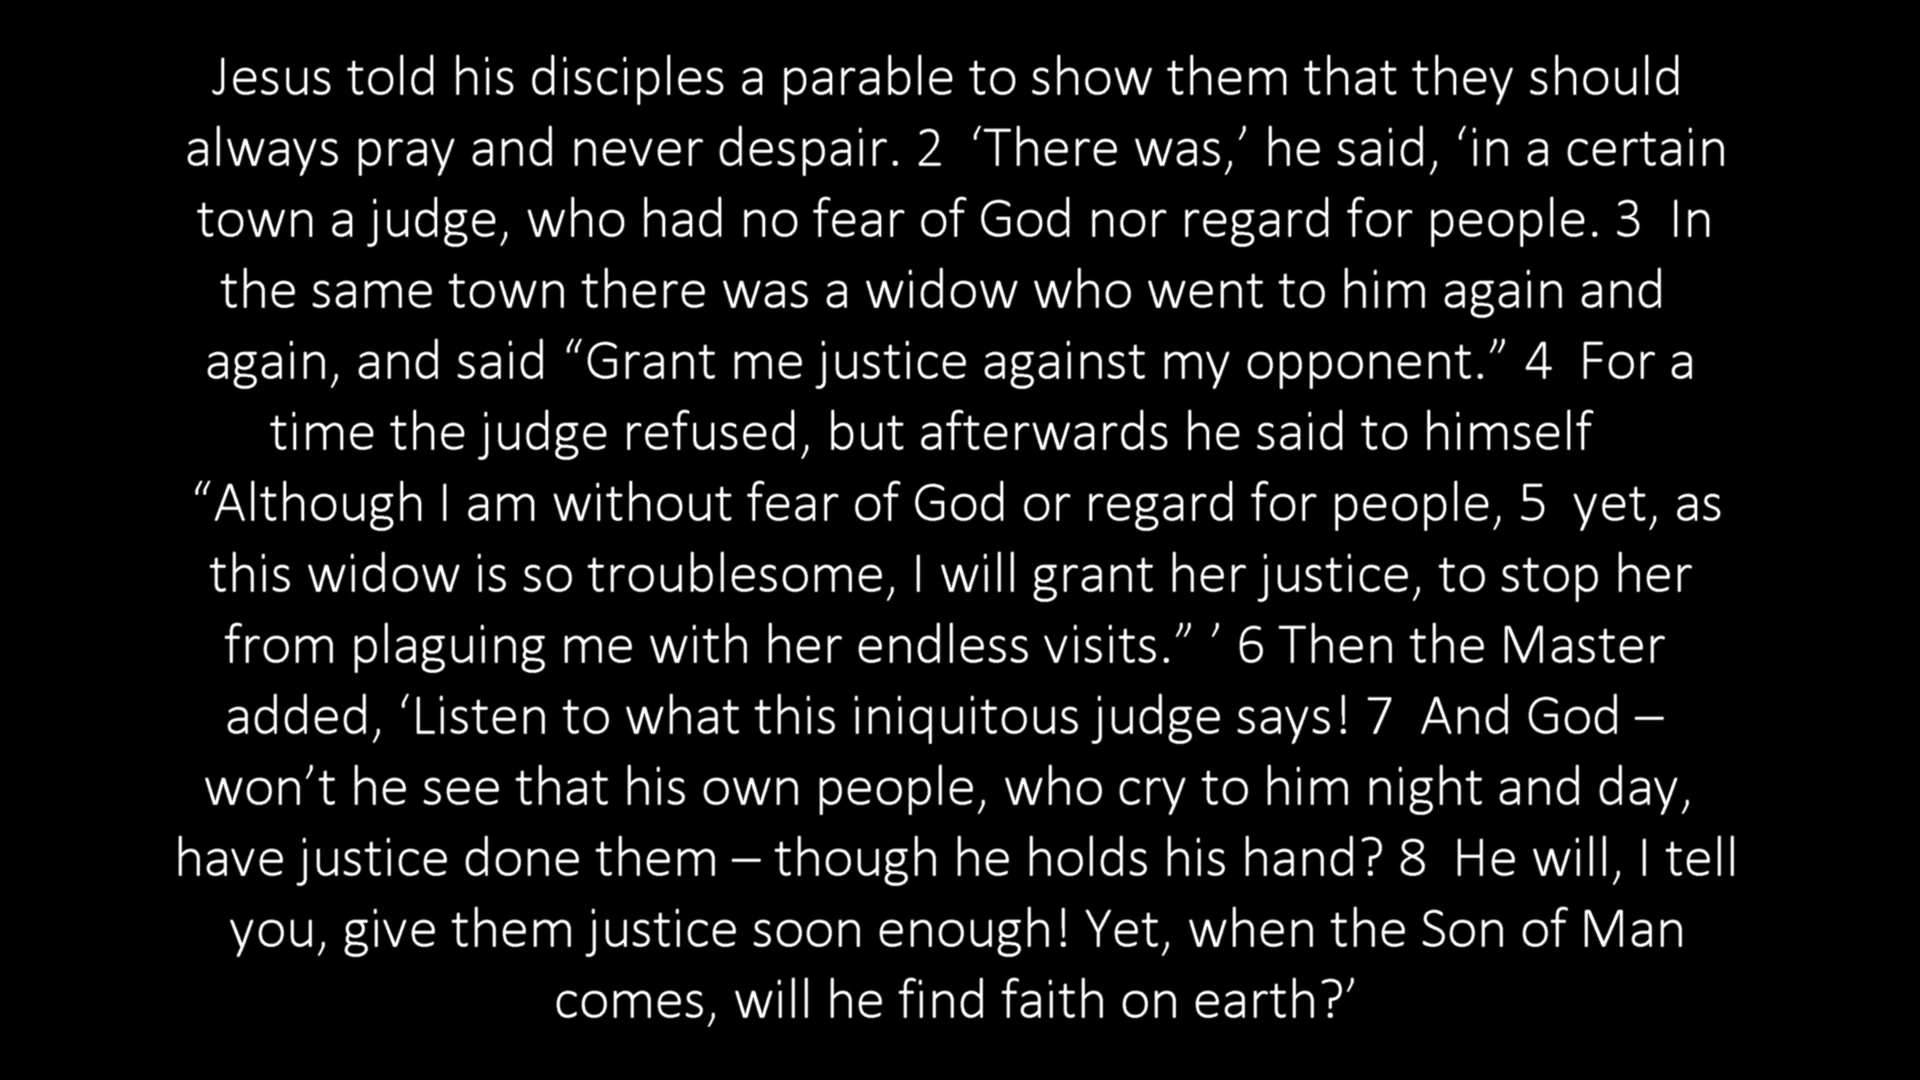 Jesus told his disciples a parable to show them that they should
always pray and never despair. 2  ‘There was,’ he said, ‘in a certain
town a judge, who had no fear of God nor regard for people. 3  In
the same town there was a widow who went to him again and
again, and said “Grant me justice against my opponent.” 4  For a
time the judge refused, but afterwards he said to himself
“Although I am without fear of God or regard for people, 5  yet, as
this widow is so troublesome, I will grant her justice, to stop her
from plaguing me with her endless visits.” ’ 6 Then the Master
added, ‘Listen to what this iniquitous judge says! 7  And God –
won’t he see that his own people, who cry to him night and day,
have justice done them – though he holds his hand? 8  He will, I tell
you, give them justice soon enough! Yet, when the Son of Man
comes, will he find faith on earth?’